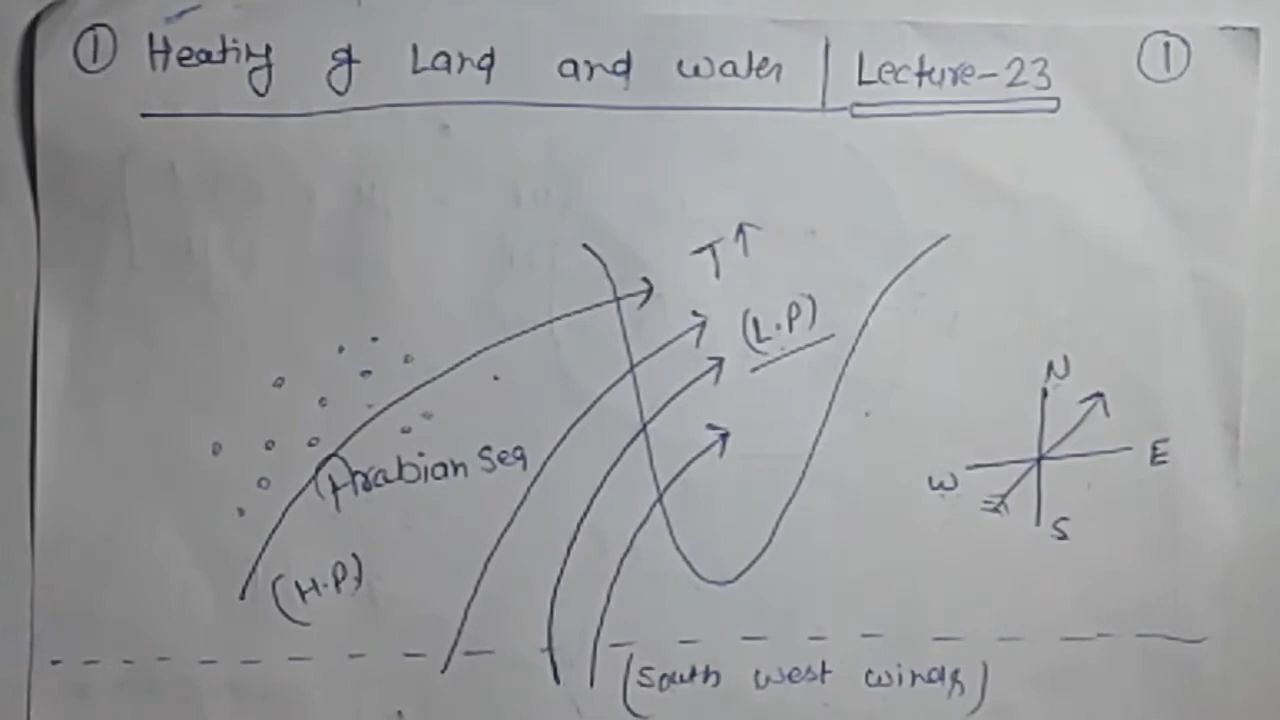 ① Heating of Land and water | Lecture-23 ①
T↑
(L.P)
N
Arabian Sea
W E
S
(H.P)
(South west winds)